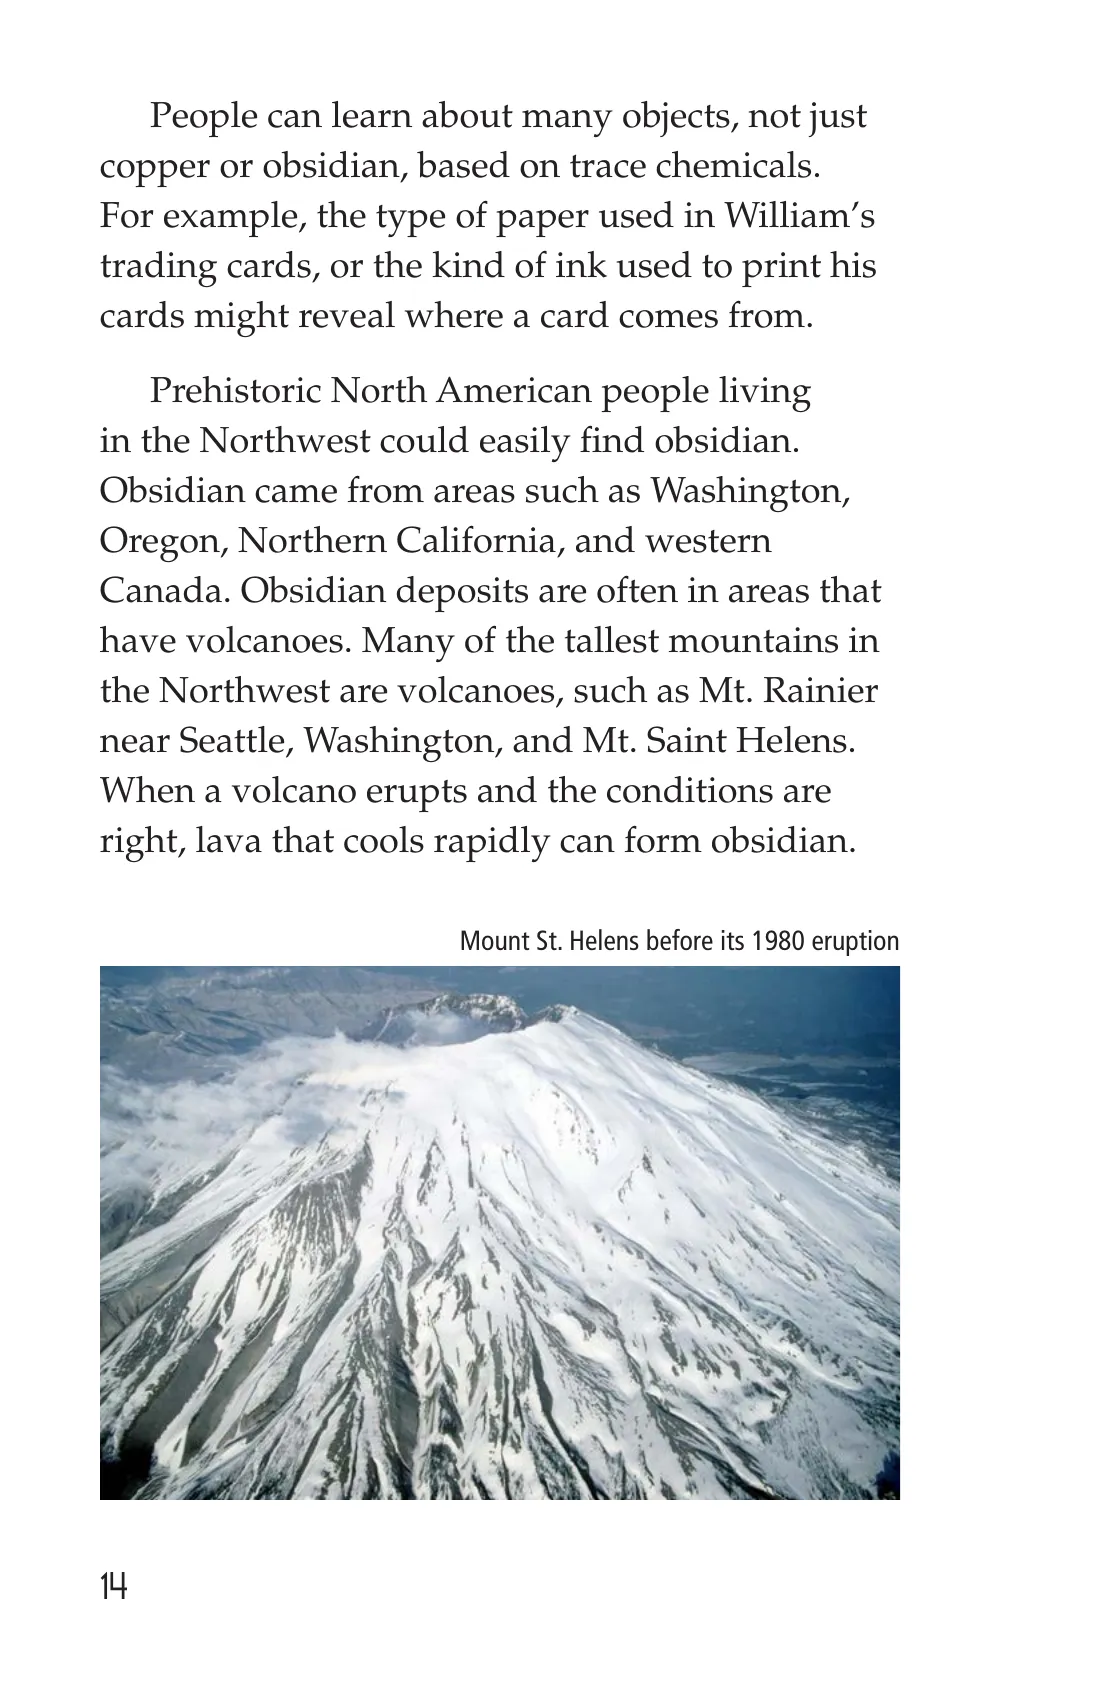 People can learn about many objects, not just
copper or obsidian, based on trace chemicals.
For example, the type of paper used in William’s
trading cards, or the kind of ink used to print his
cards might reveal where a card comes from.
Prehistoric North American people living
in the Northwest could easily find obsidian.
Obsidian came from areas such as Washington,
Oregon, Northern California, and western
Canada. Obsidian deposits are often in areas that
have volcanoes. Many of the tallest mountains in
the Northwest are volcanoes, such as Mt. Rainier
near Seattle, Washington, and Mt. Saint Helens.
When a volcano erupts and the conditions are
right, lava that cools rapidly can form obsidian.
Mount St. Helens before its 1980 eruption
14